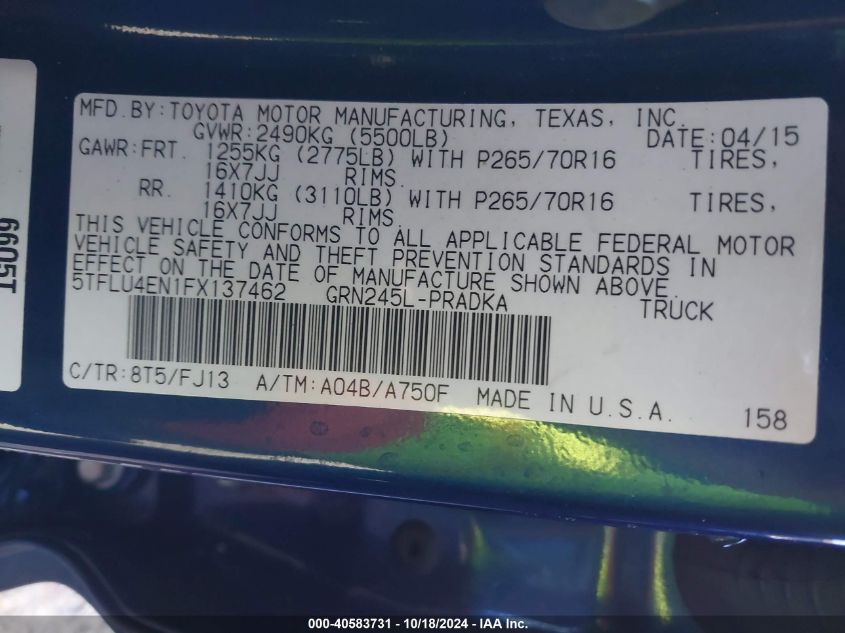 MFD.BY:TOYOTA MOTOR MANUFACTURING, TEXAS, INC.
GVWR:2490KG (5500LB) DATE:04/15
GAWR:FRT. 1255KG (2775LB) WITH P265/70R16 TIRES,
16X7JJ RIMS.
RR. 1410KG (3110LB) WITH P265/70R16 TIRES,
16X7JJ RIMS.
THIS VEHICLE CONFORMS TO ALL APPLICABLE FEDERAL MOTOR
VEHICLE SAFETY AND THEFT PREVENTION STANDARDS IN
EFFECT ON THE DATE OF MANUFACTURE SHOWN ABOVE.
5TFLU4EN1FX137462 GRN245L-PRADKA TRUCK
C/TR:8T5/FJ13 A/TM:A04B/A750F MADE IN U.S.A. 158
6605T
000-40583731 - 10/18/2024 - IAA Inc.